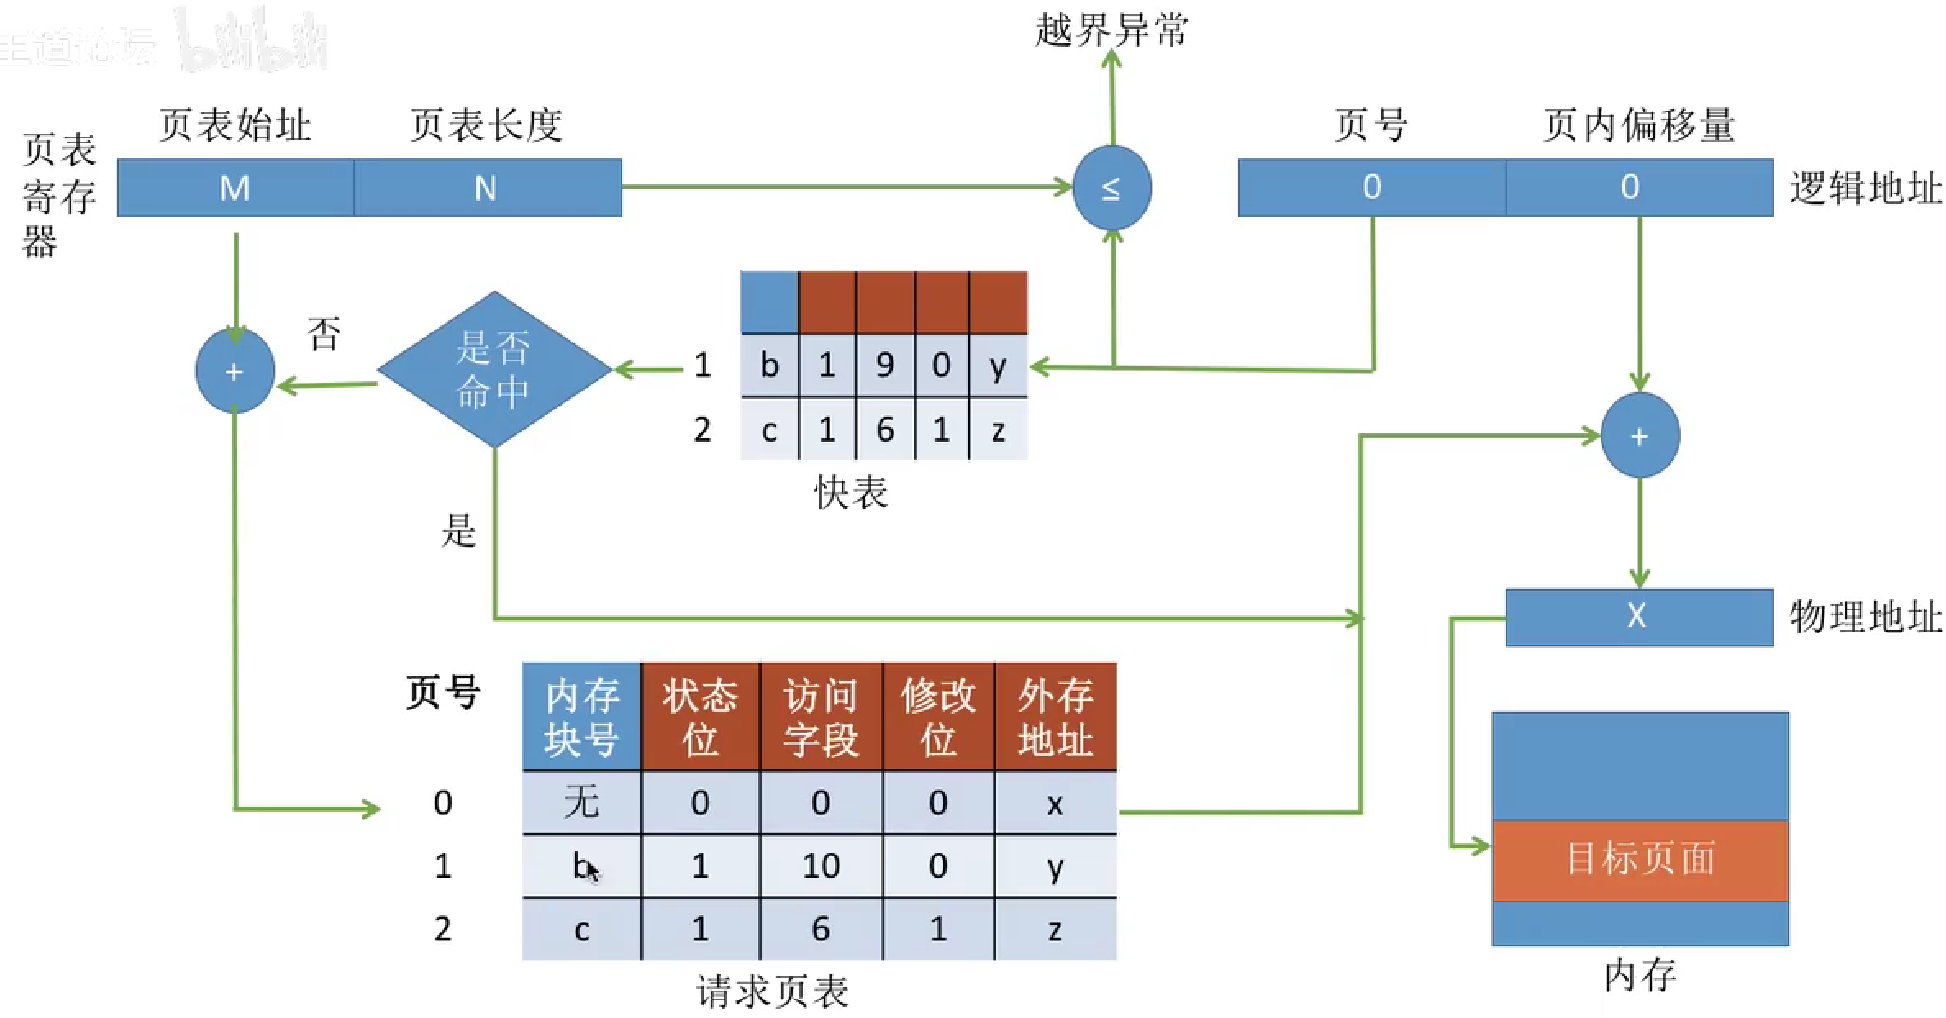 王道论坛 bilibili
越界异常
页表始址 页表长度 页号 页内偏移量
页表
寄存
器
M N ≤ 0 0 逻辑地址
否
是否
命中
+
1 b 1 9 0 y
2 c 1 6 1 z
+
快表
是
X 物理地址
页号
内存
块号
状态
位
访问
字段
修改
位
外存
地址
0 无 0 0 0 x
1 b 1 10 0 y
2 c 1 6 1 z
目标页面
请求页表
内存